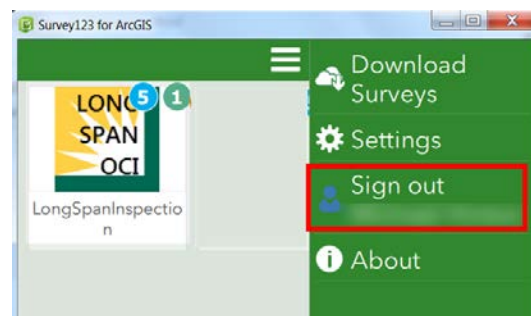 Survey123 for ArcGIS
Download
Surveys
LONG
5
1
SPAN
OCI
Settings
Sign out
LongSpanInspectio
n
About